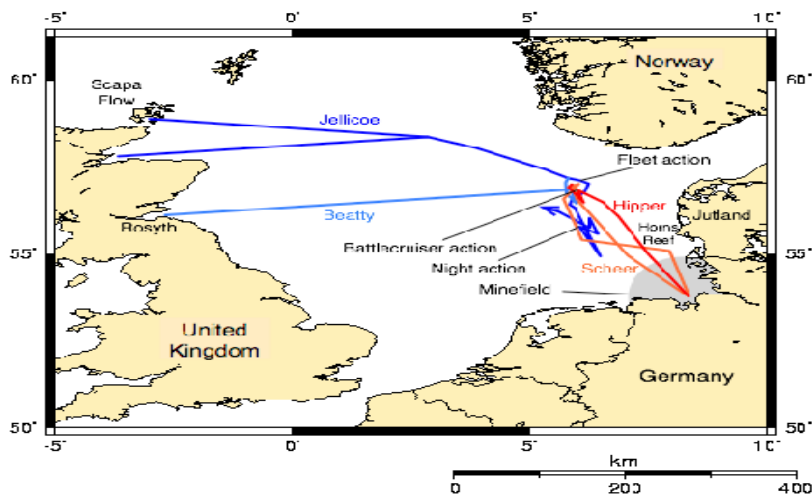 -5° 0° 5° 10°
60°
Scapa
Flow
Norway
60°
Jellicoe
Fleet action
Hipper
Jutland
Beatty
Rosyth
Horns
Reef
Battlecruiser action
55°
55°
Night action
Scheer
Minefield
United
Kingdom
Germany
50°
50°
-5° 0° 5° 10°
km
0 200 400